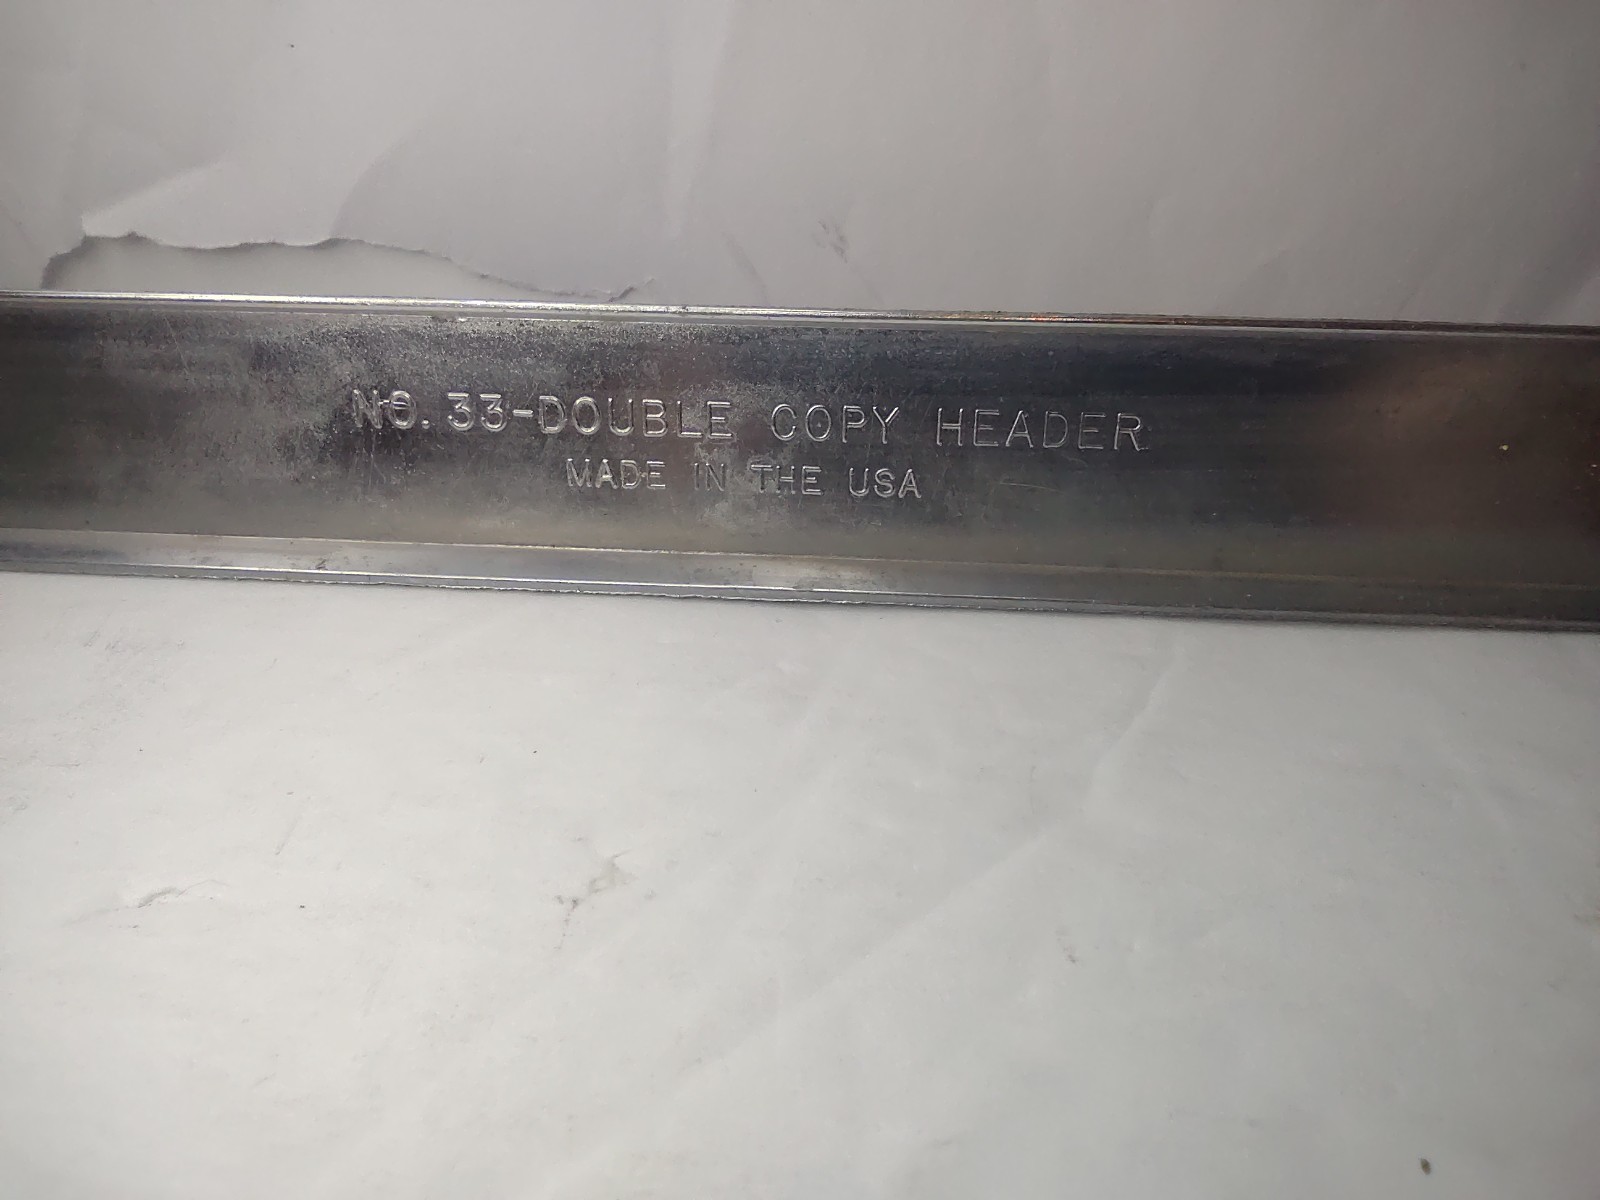 NO. 33-DOUBLE COPY HEADER
MADE IN THE USA